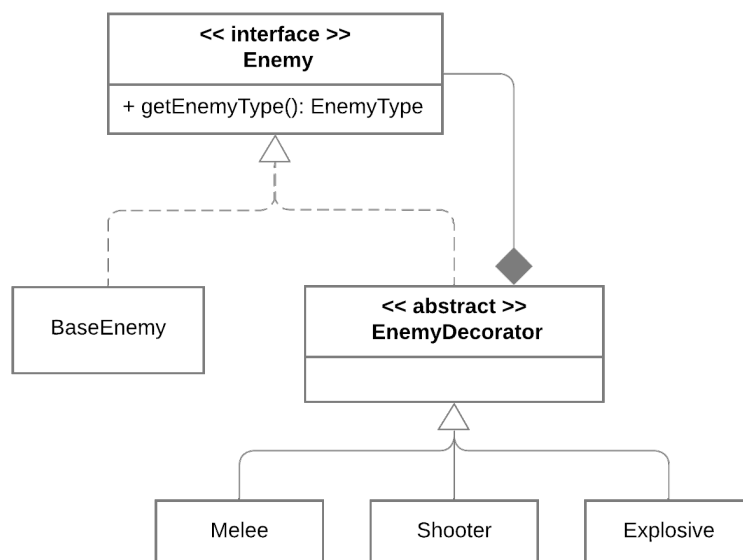 << interface >>
Enemy
+ getEnemyType(): EnemyType
BaseEnemy
<< abstract >>
EnemyDecorator
Melee
Shooter
Explosive